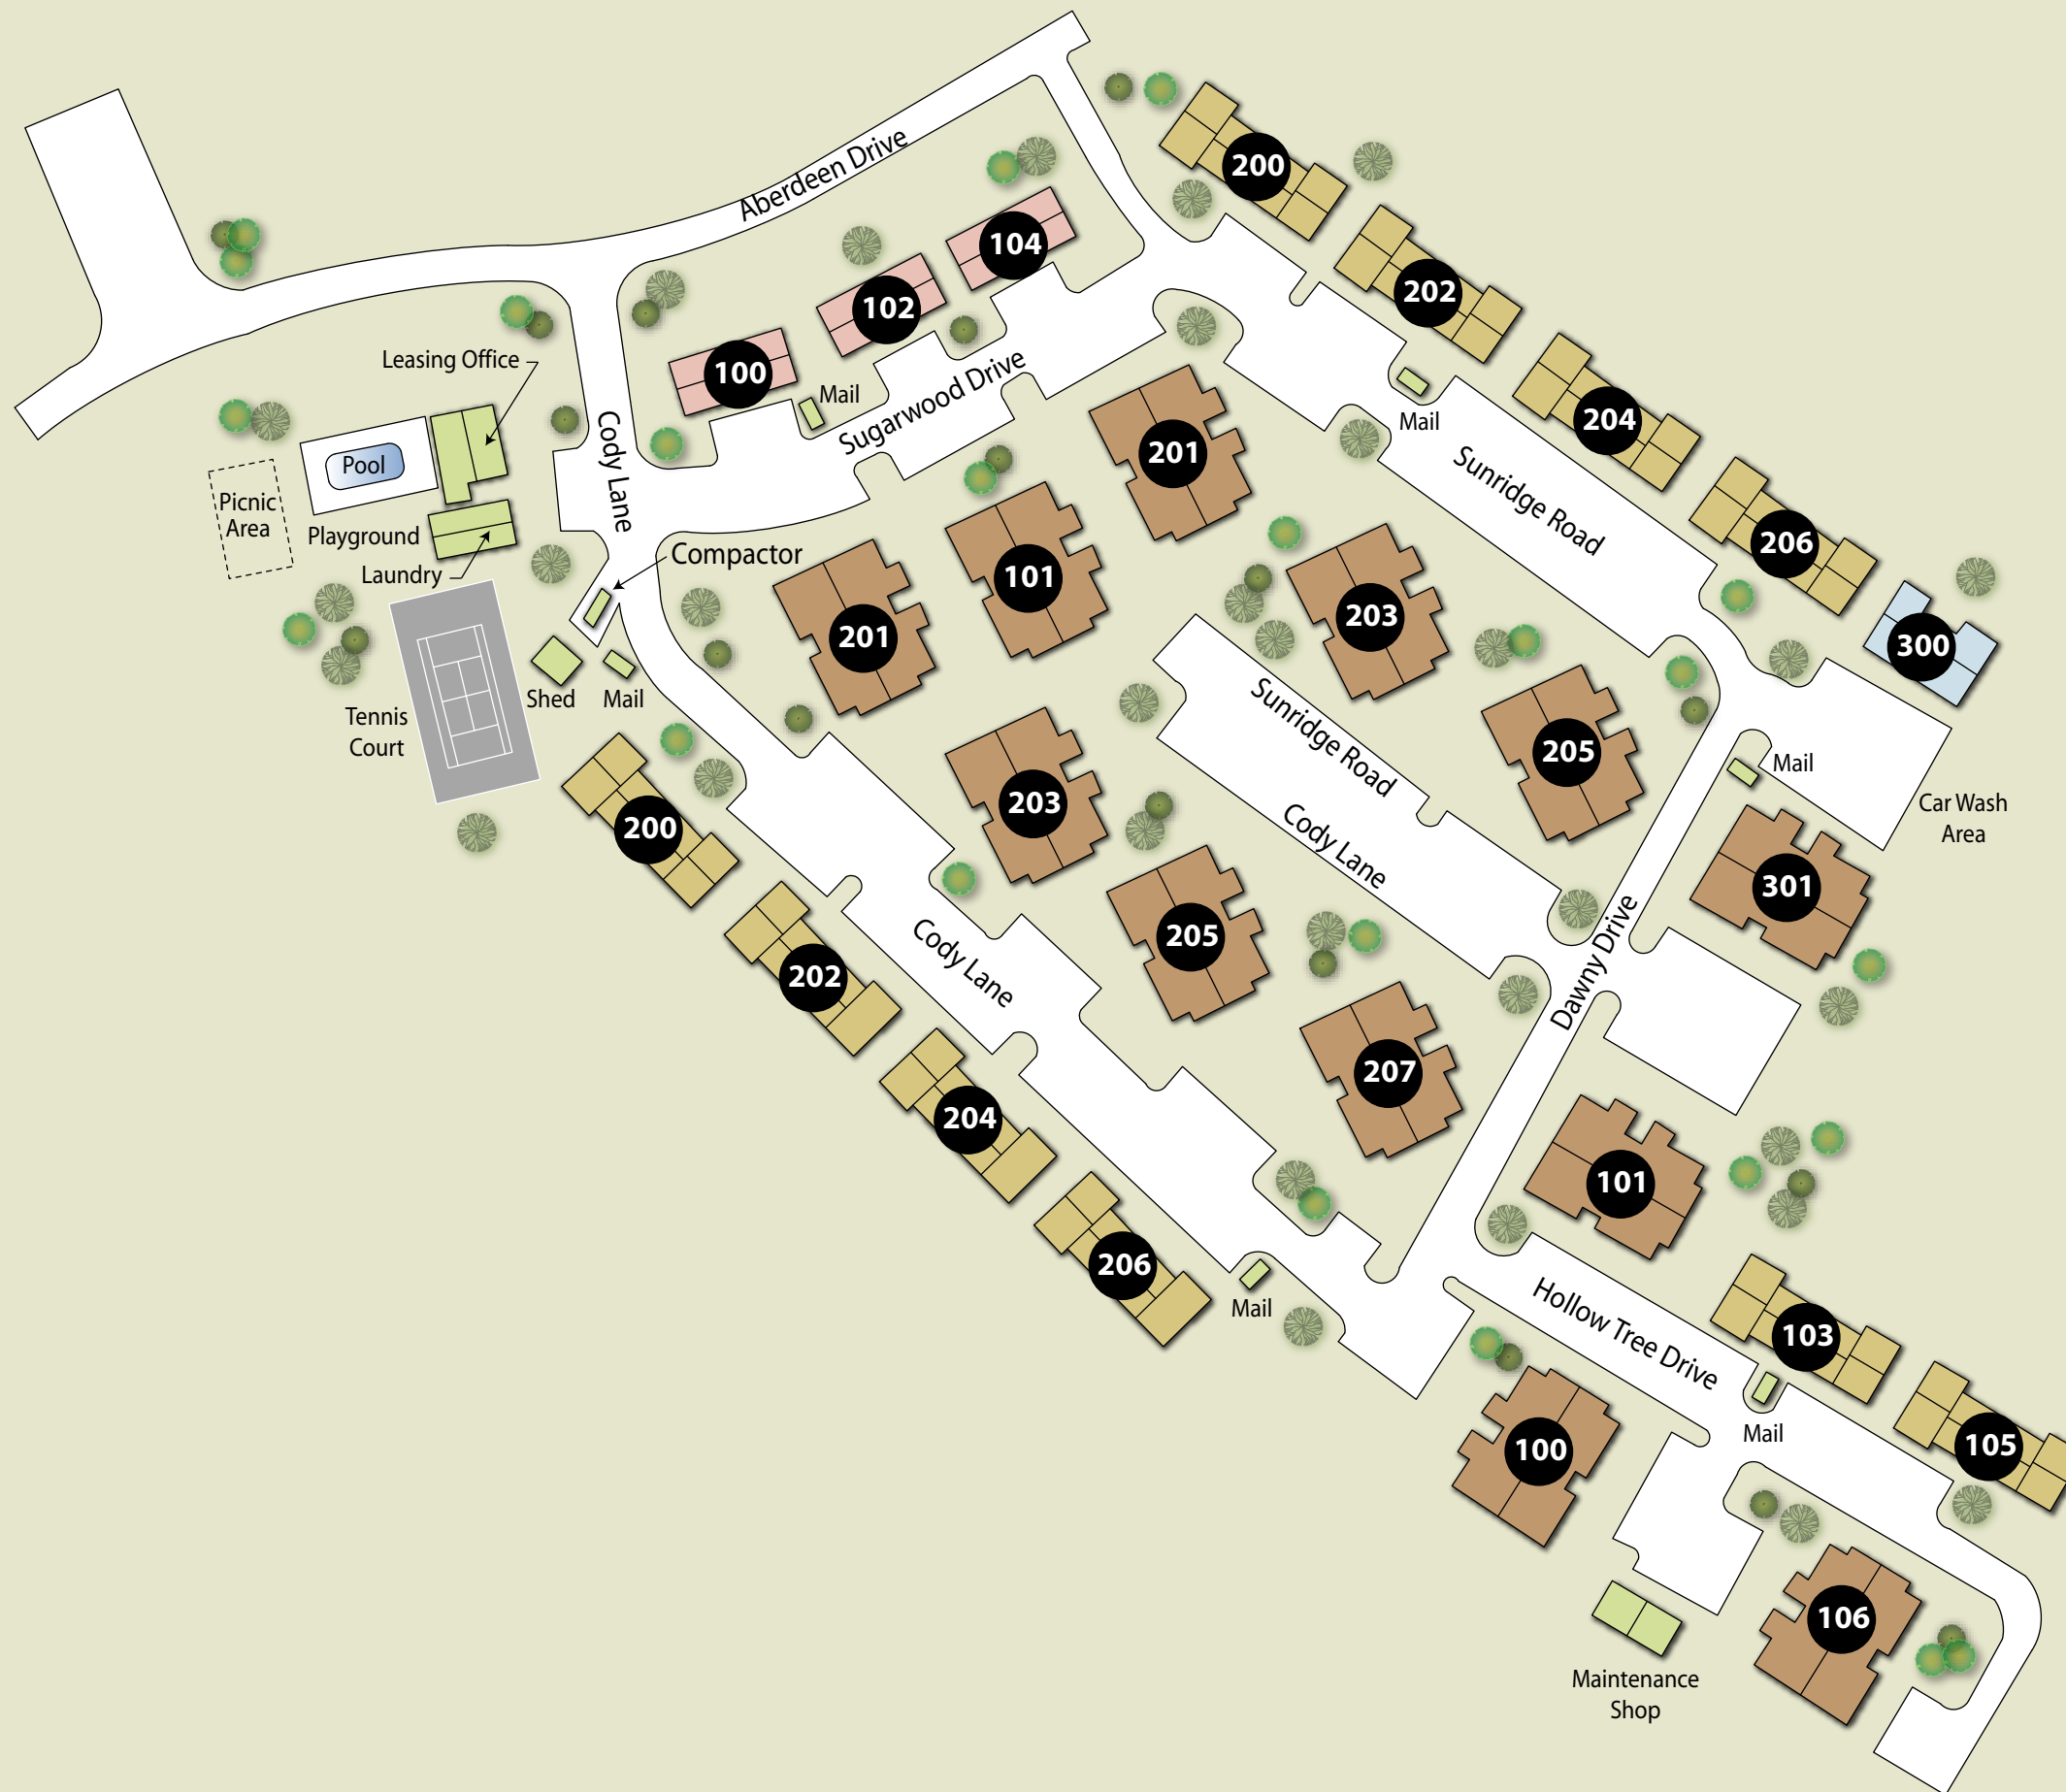 Aberdeen Drive
200
104
202
102
Leasing Office
100
Mail
Sugarwood Drive
Mail
204
Cody Lane
201
Pool
Sunridge Road
Picnic
Area
Playground
206
Compactor
Laundry
101
203
201
300
Shed
Mail
Tennis
Court
Sunridge Road
205
Mail
Car Wash
Area
203
200
Cody Lane
301
205
Dawny Drive
202
Cody Lane
207
204
101
206
Mail
Hollow Tree Drive
103
Mail
100
105
106
Maintenance
Shop